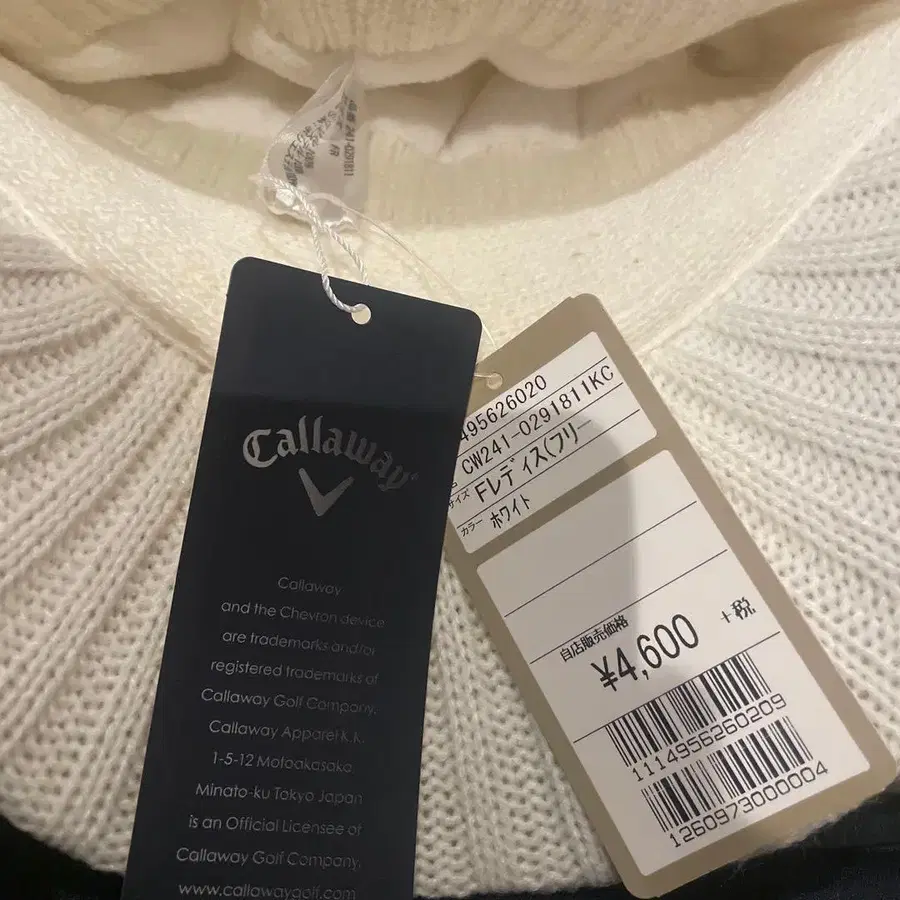 241-0291811
FR
Callaway
Callaway
and the Chevron device
are trademarks and/or
registered trademarks of
Callaway Golf Company.
Callaway Apparel K.K.
1-5-12 Motoakasaka
Minato-ku Tokyo Japan
is an Official Licensee of
Callaway Golf Company.
www.callawaygolf.com
495626020
CW241-0291811KC
サイズ Fレディス(フリー
カラー ホワイト
自店販売価格
¥4,600 +税
1114956260209
1260973000004